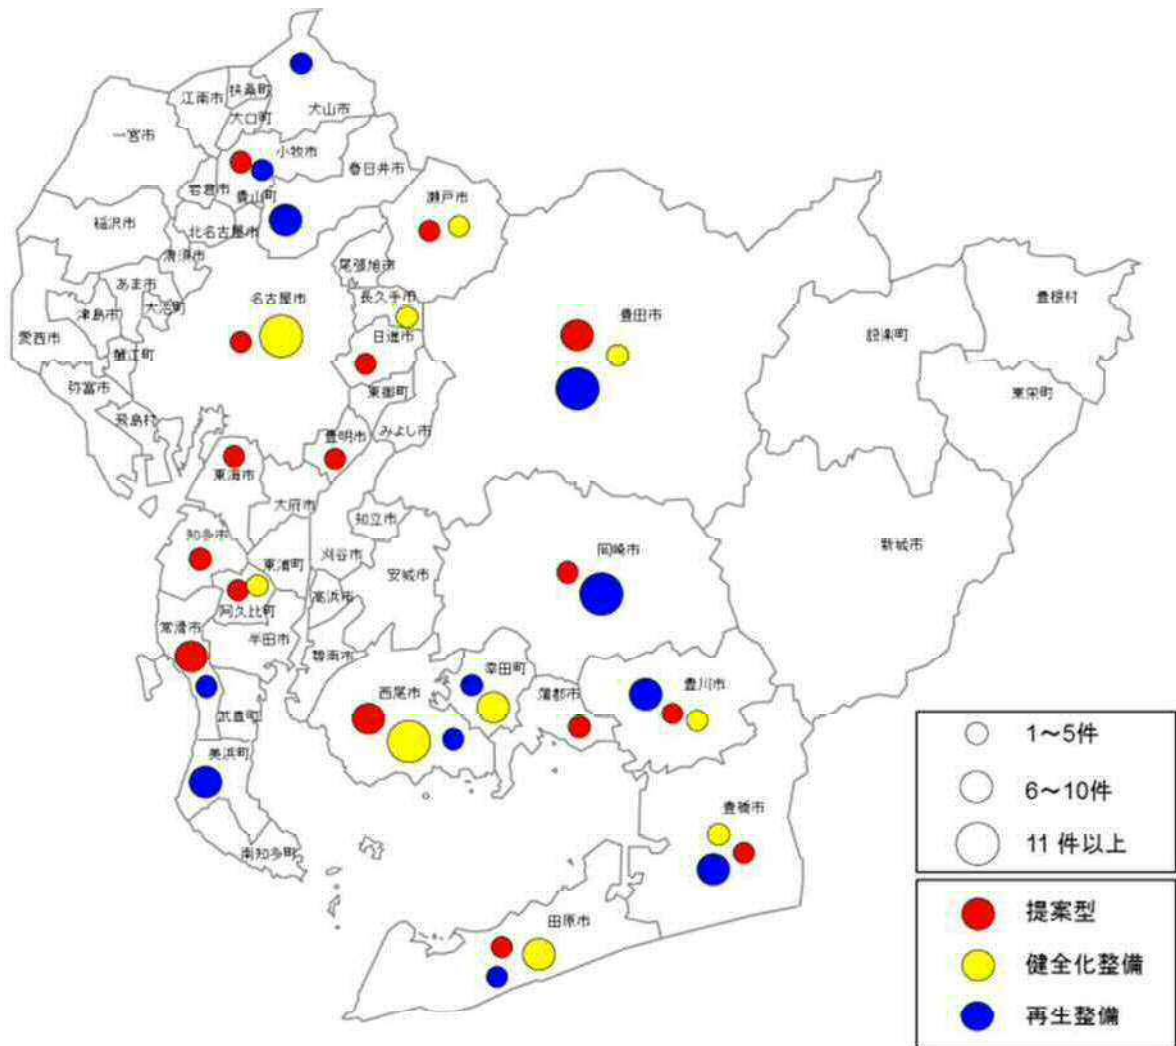 扶桑町
江南市
犬山市
大口町
一宮市
小牧市
春日井市
岩倉市
豊山町
瀬戸市
稲沢市
北名古屋市
清須市
尾張旭市
あま市
名古屋市
長久手市
豊根村
津島市
大治町
豊田市
設楽町
愛西市
日進市
蟹江町
弥富市
東郷町
東栄町
飛島村
豊明市
みよし市
東海市
大府市
知立市
知多市
刈谷市
新城市
東浦町
岡崎市
安城市
高浜市
阿久比町
常滑市
半田市
碧南市
幸田町
西尾市
蒲郡市
豊川市
武豊町
美浜町
豊橋市
南知多町
田原市
1～5件
6～10件
11件以上
提案型
健全化整備
再生整備